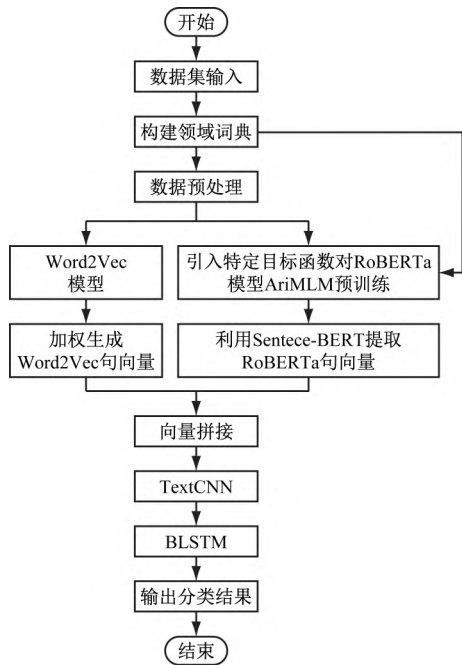 开始
数据集输入
构建领域词典
数据预处理
Word2Vec
模型
引入特定目标函数对RoBERTa
模型AriMLM预训练
加权生成
Word2Vec句向量
利用Sentece-BERT提取
RoBERTa句向量
向量拼接
TextCNN
BLSTM
输出分类结果
结束